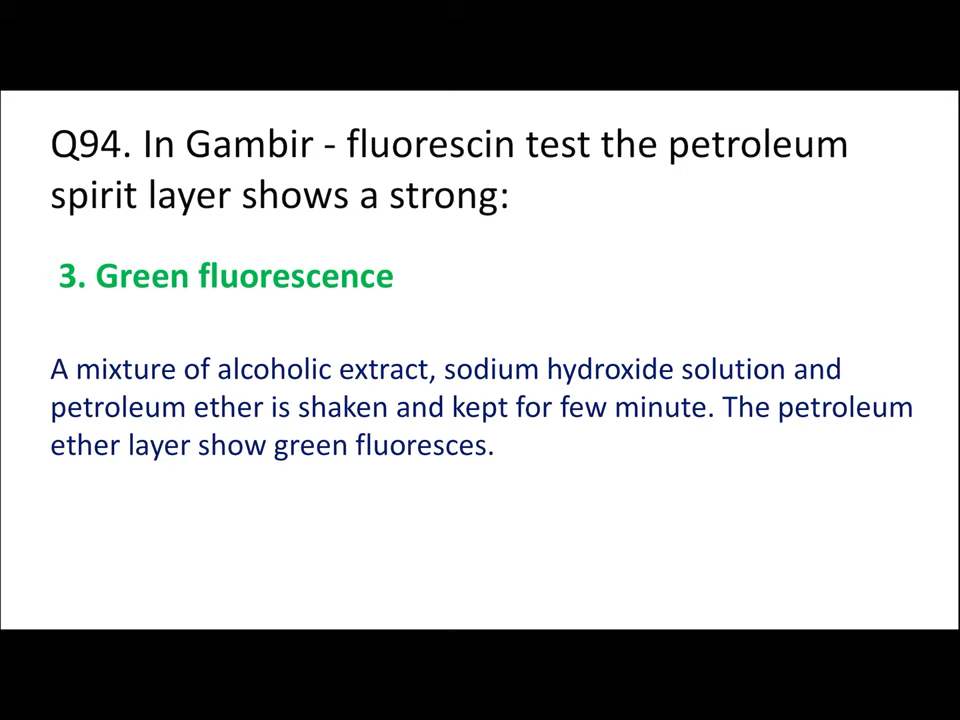 Q94. In Gambir - fluorescin test the petroleum
spirit layer shows a strong:
3. Green fluorescence
A mixture of alcoholic extract, sodium hydroxide solution and
petroleum ether is shaken and kept for few minute. The petroleum
ether layer show green fluoresces.